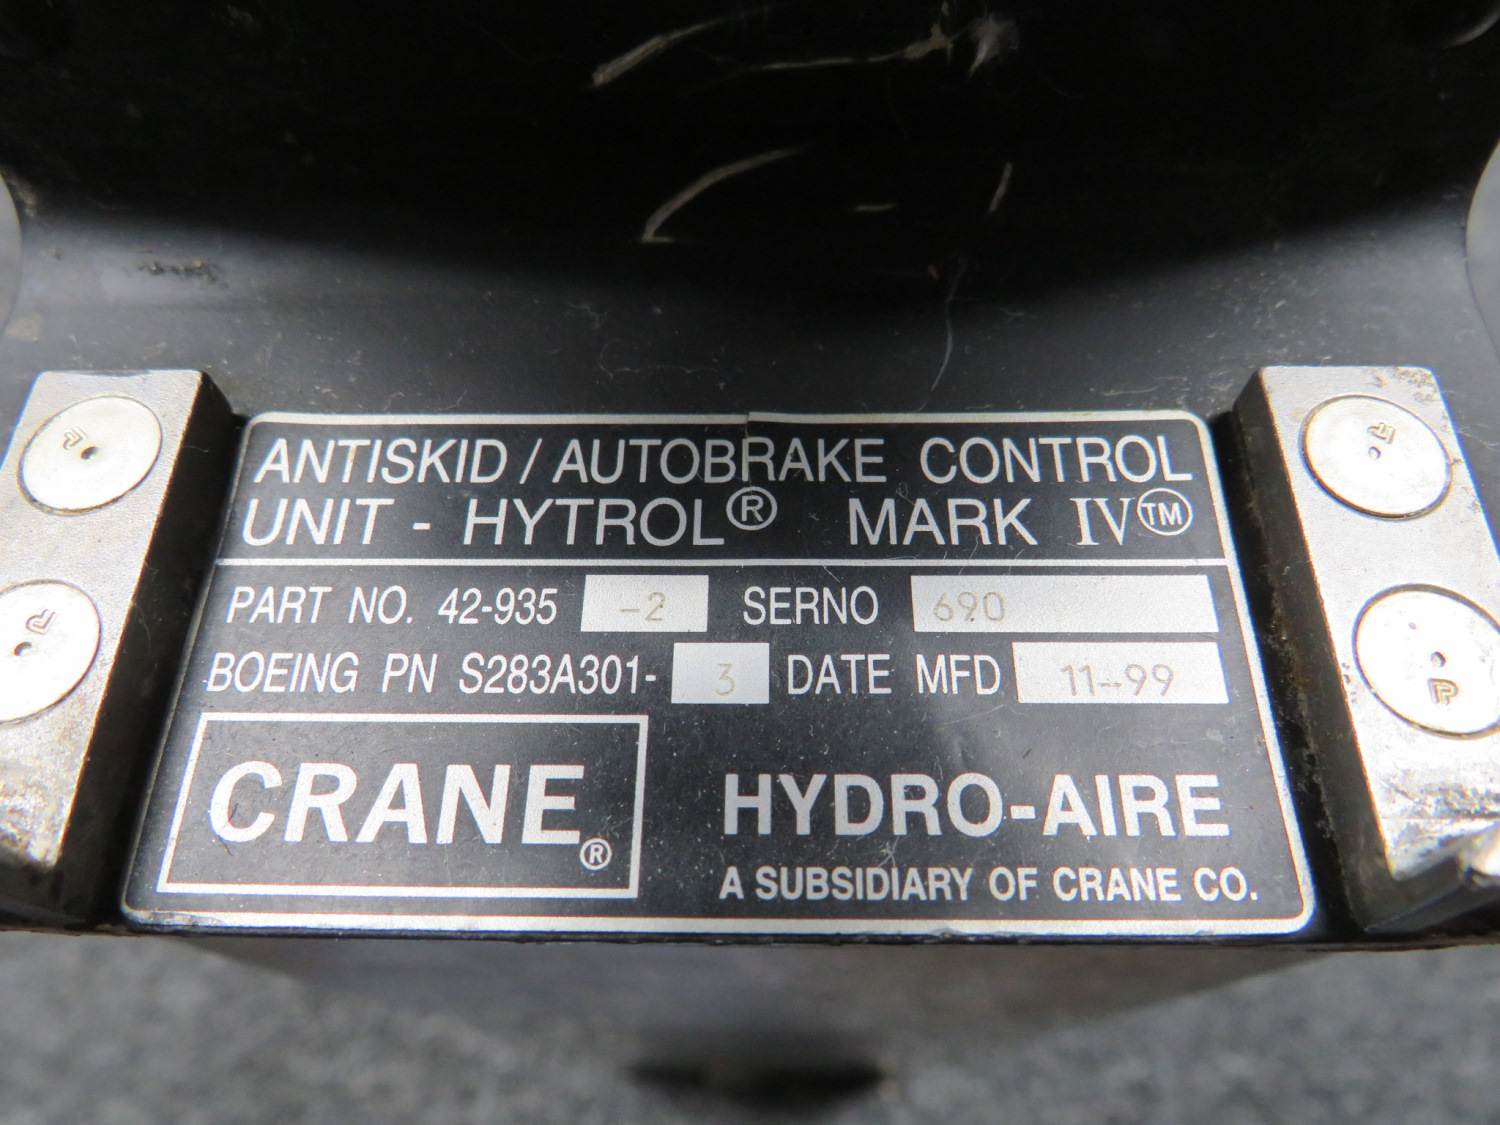 ANTISKID / AUTOBRAKE CONTROL
UNIT - HYTROL® MARK IV™
PART NO. 42-935 -2 SERNO 690
BOEING PN S283A301- 3 DATE MFD 11-99
CRANE®
HYDRO-AIRE
A SUBSIDIARY OF CRANE CO.